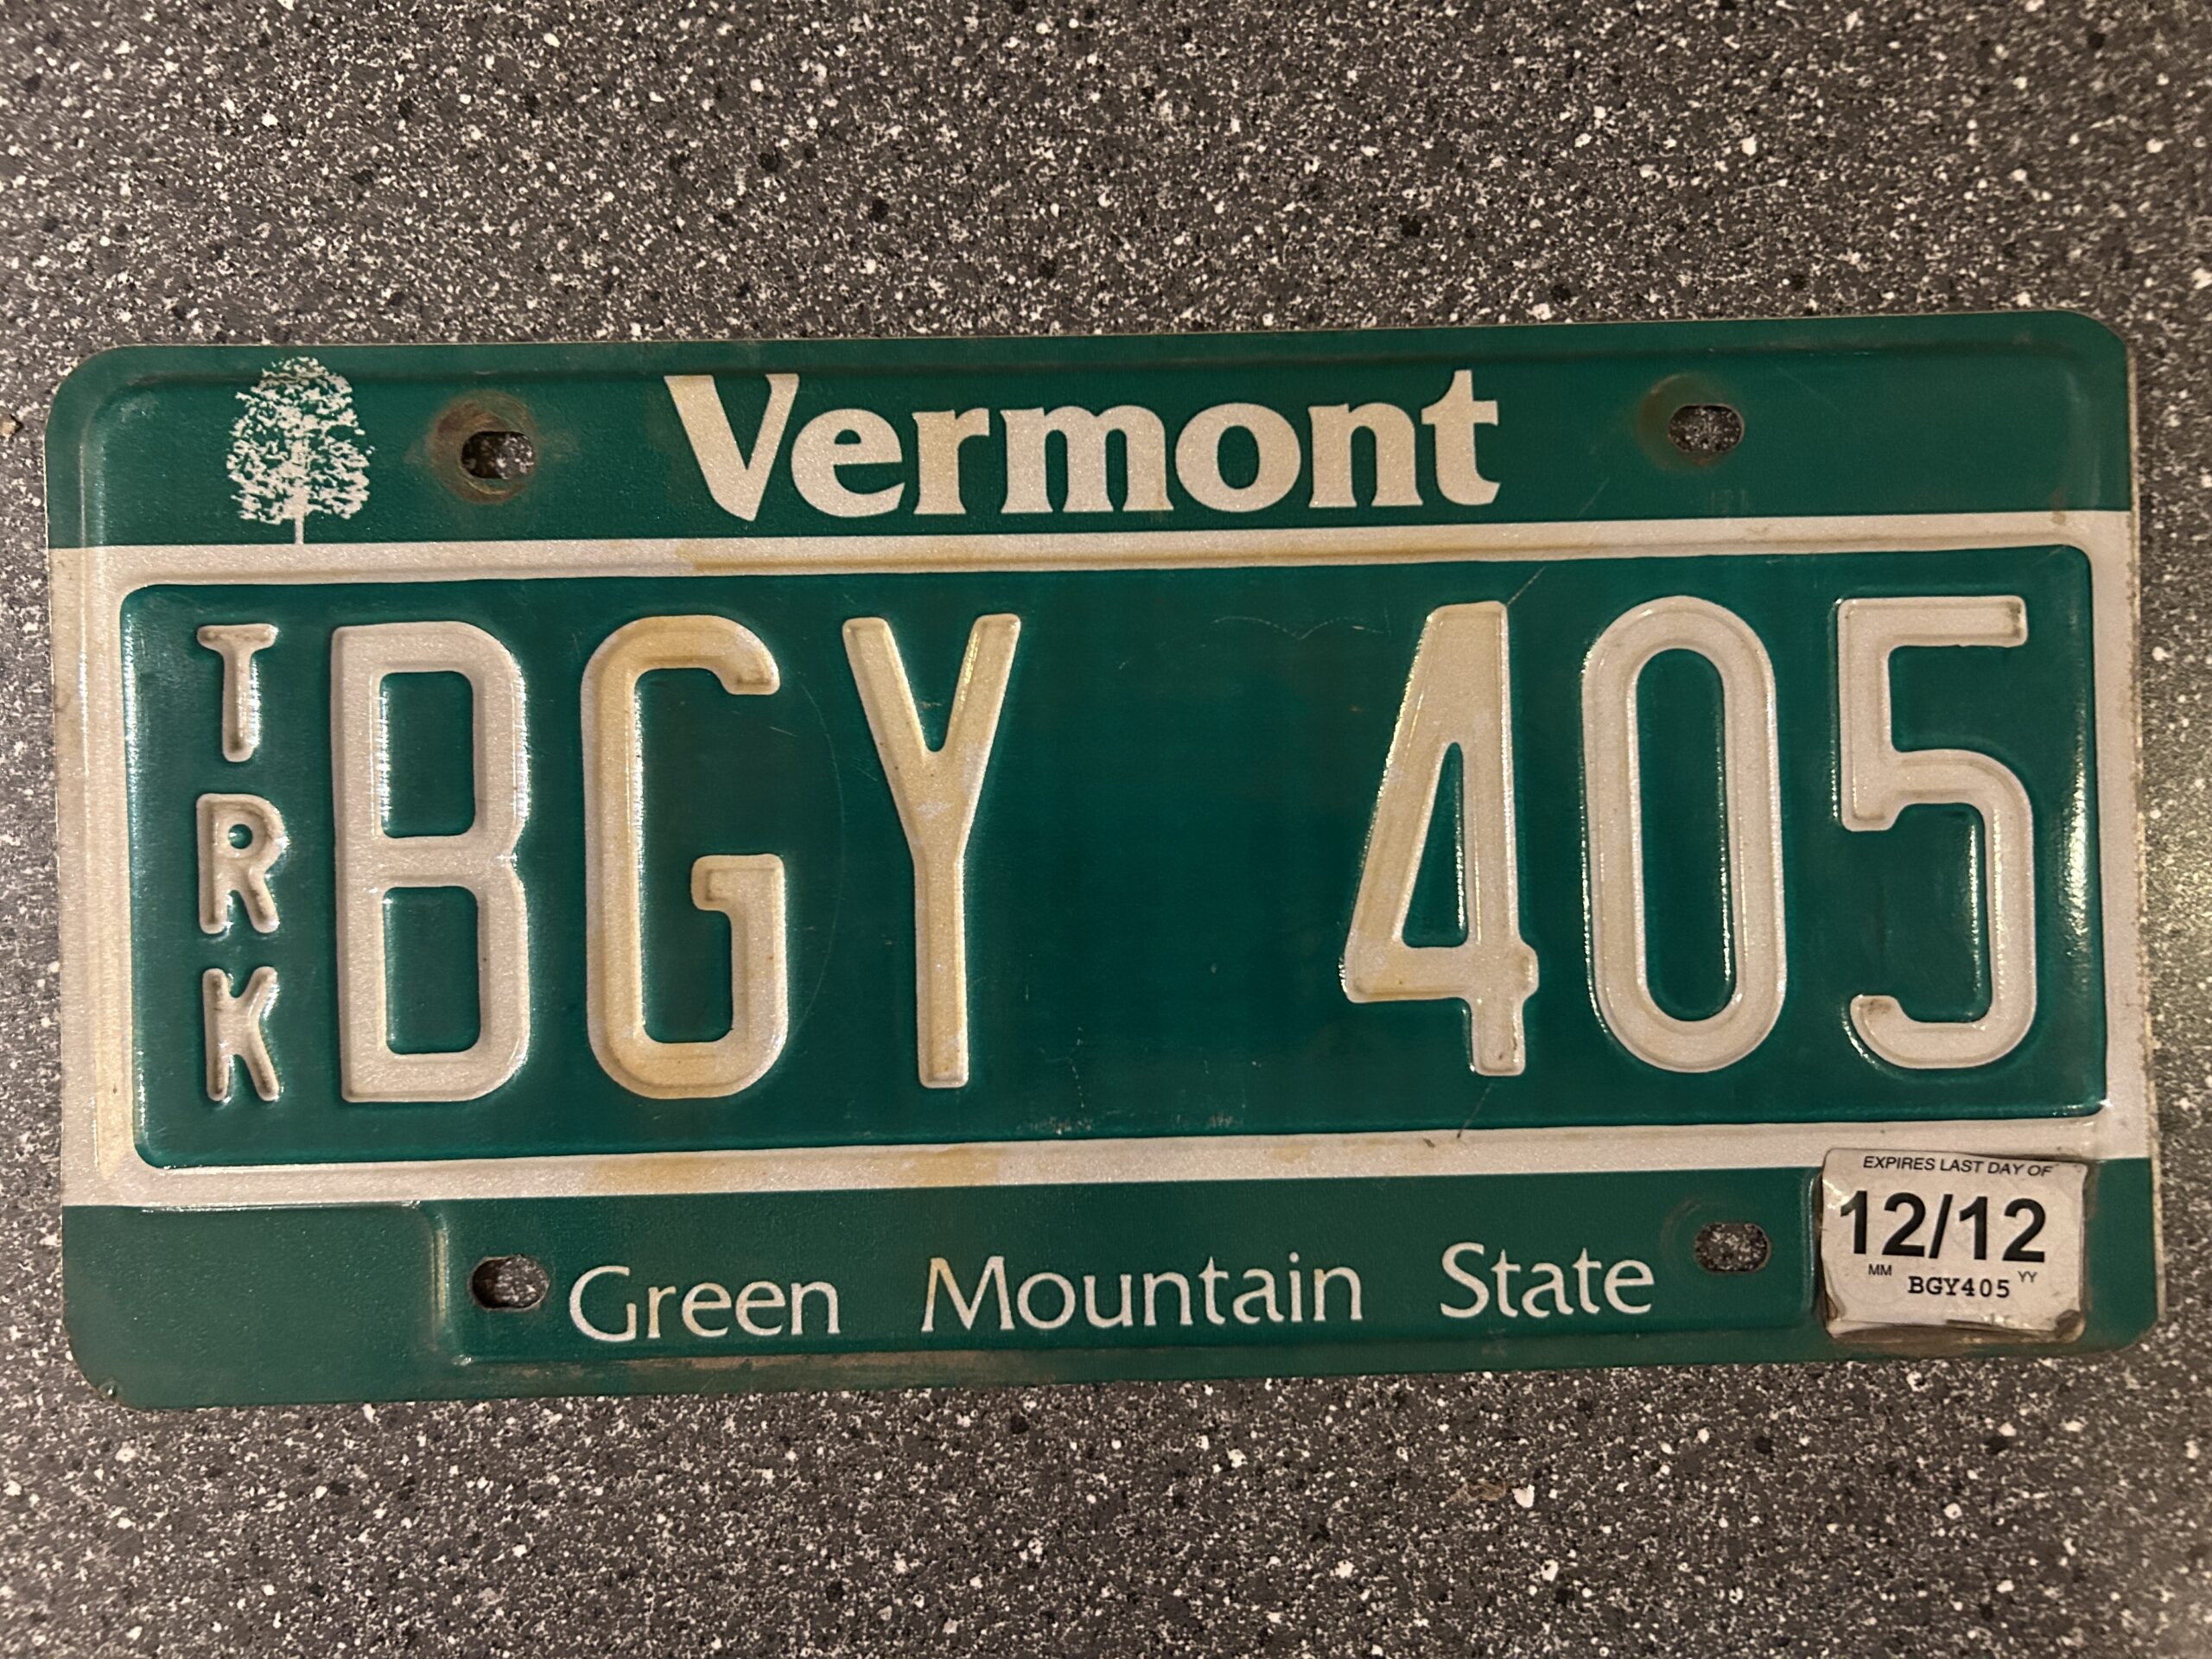 Vermont
TRK BGY 405
Green Mountain State
EXPIRES LAST DAY OF
12/12
MM BGY405 YY